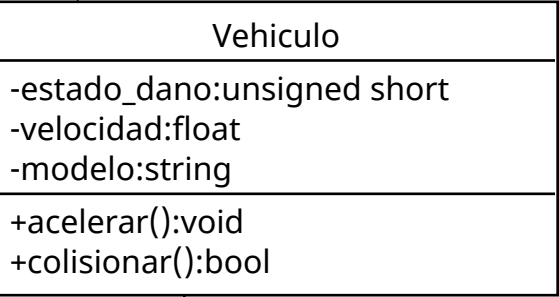 Vehiculo
-estado_dano:unsigned short
-velocidad:float
-modelo:string
+acelerar():void
+colisionar():bool